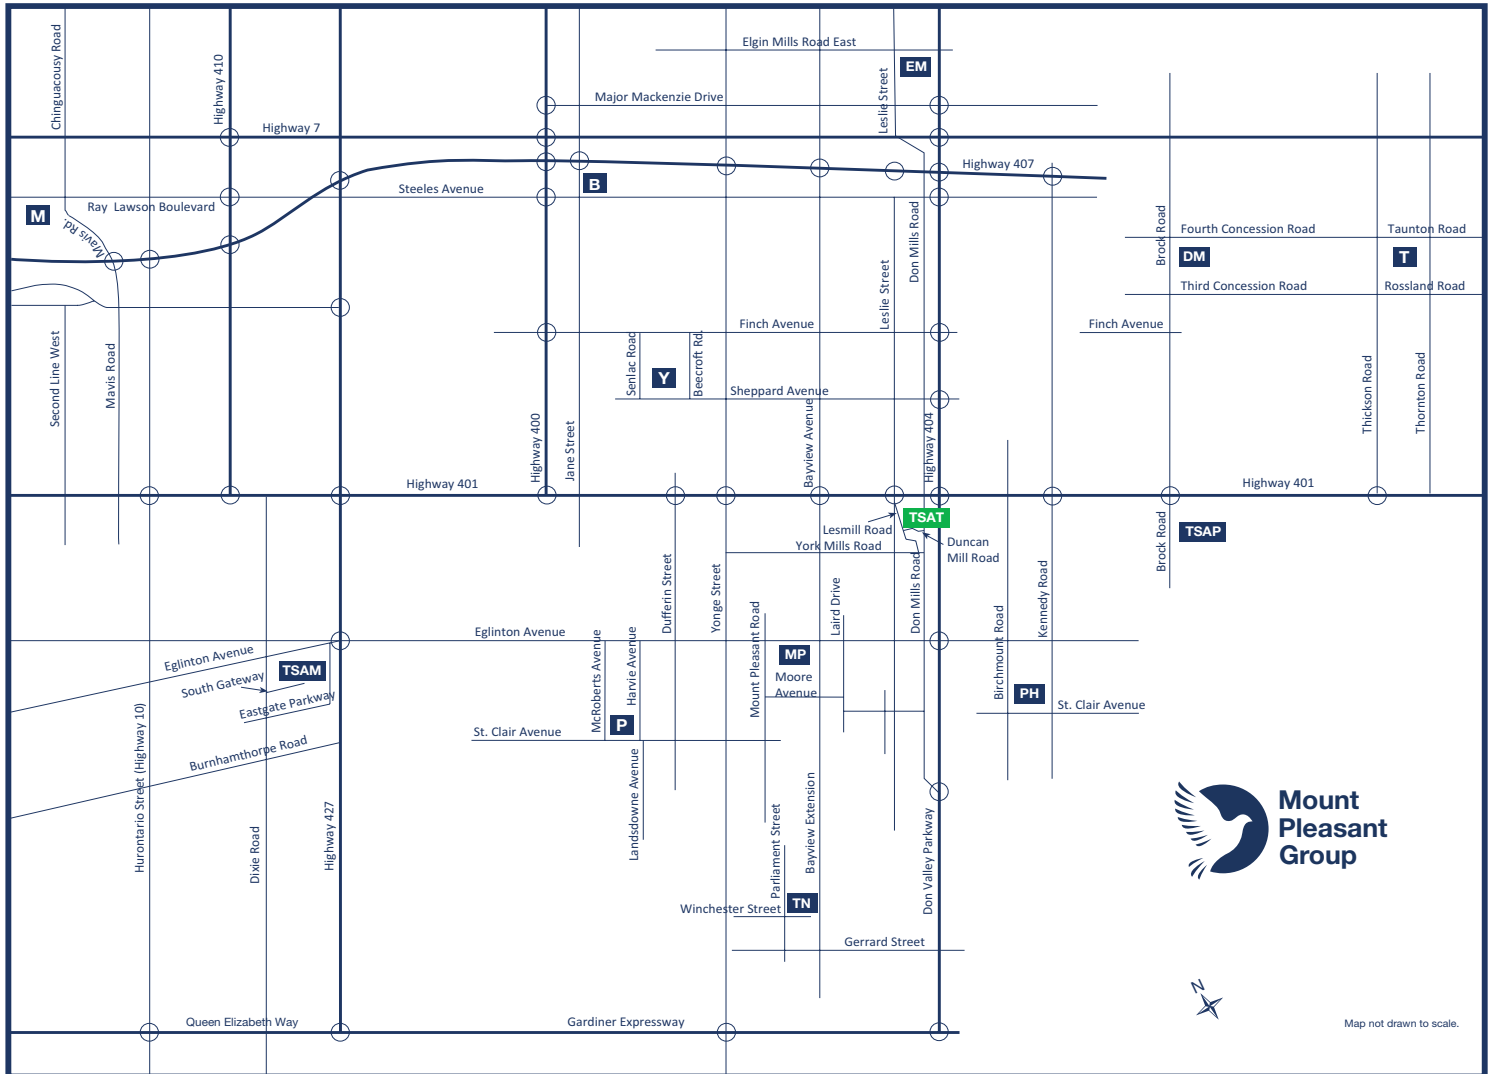 Elgin Mills Road East
Chinguacousy Road
Highway 410
EM
Leslie Street
Major Mackenzie Drive
Highway 7
Highway 407
Steeles Avenue
B
Ray Lawson Boulevard
M
Mavis Rd.
Don Mills Road
Brock Road
Fourth Concession Road
Taunton Road
DM
T
Third Concession Road
Rossland Road
Leslie Street
Finch Avenue
Finch Avenue
Second Line West
Mavis Road
Senlac Road
Beecroft Rd.
Y
Sheppard Avenue
Thickson Road
Thornton Road
Highway 400
Jane Street
Bayview Avenue
Highway 404
Highway 401
Highway 401
TSAT
Lesmill Road
York Mills Road
Duncan
Mill Road
Brock Road
TSAP
Dufferin Street
Yonge Street
Mount Pleasant Road
Laird Drive
Don Mills Road
Birchmount Road
Kennedy Road
Eglinton Avenue
Eglinton Avenue
TSAM
South Gateway
Eastgate Parkway
McRoberts Avenue
Harvie Avenue
MP
Moore
Avenue
PH
St. Clair Avenue
P
St. Clair Avenue
Burnhamthorpe Road
Hurontario Street (Highway 10)
Dixie Road
Highway 427
Landsdowne Avenue
Parliament Street
Bayview Extension
Don Valley Parkway
Mount
Pleasant
Group
TN
Winchester Street
Gerrard Street
N
Queen Elizabeth Way
Gardiner Expressway
Map not drawn to scale.